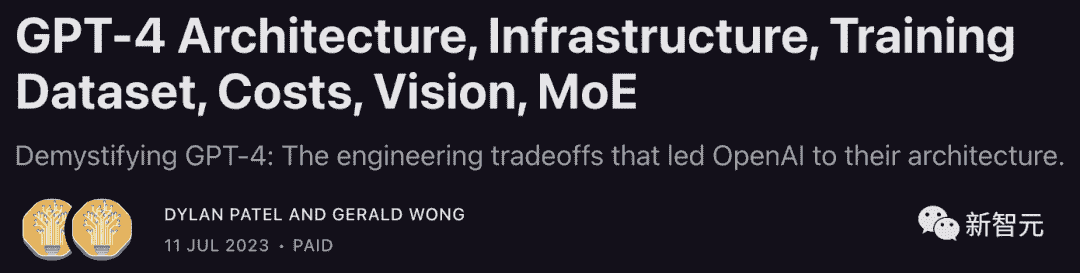 GPT-4 Architecture, Infrastructure, Training
Dataset, Costs, Vision, MoE
Demystifying GPT-4: The engineering tradeoffs that led OpenAI to their architecture.
DYLAN PATEL AND GERALD WONG
11 JUL 2023 · PAID
新智元